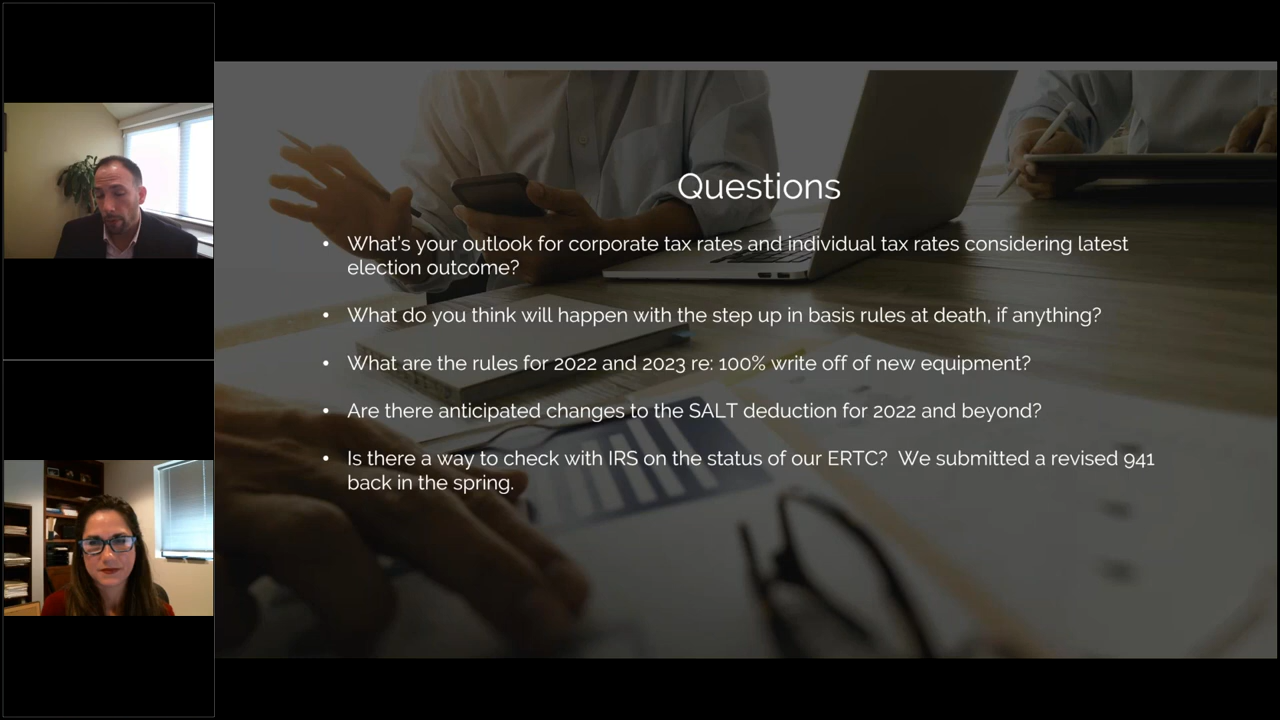 Questions
• What's your outlook for corporate tax rates and individual tax rates considering latest
election outcome?
• What do you think will happen with the step up in basis rules at death, if anything?
• What are the rules for 2022 and 2023 re: 100% write off of new equipment?
• Are there anticipated changes to the SALT deduction for 2022 and beyond?
• Is there a way to check with IRS on the status of our ERTC?  We submitted a revised 941
back in the spring.